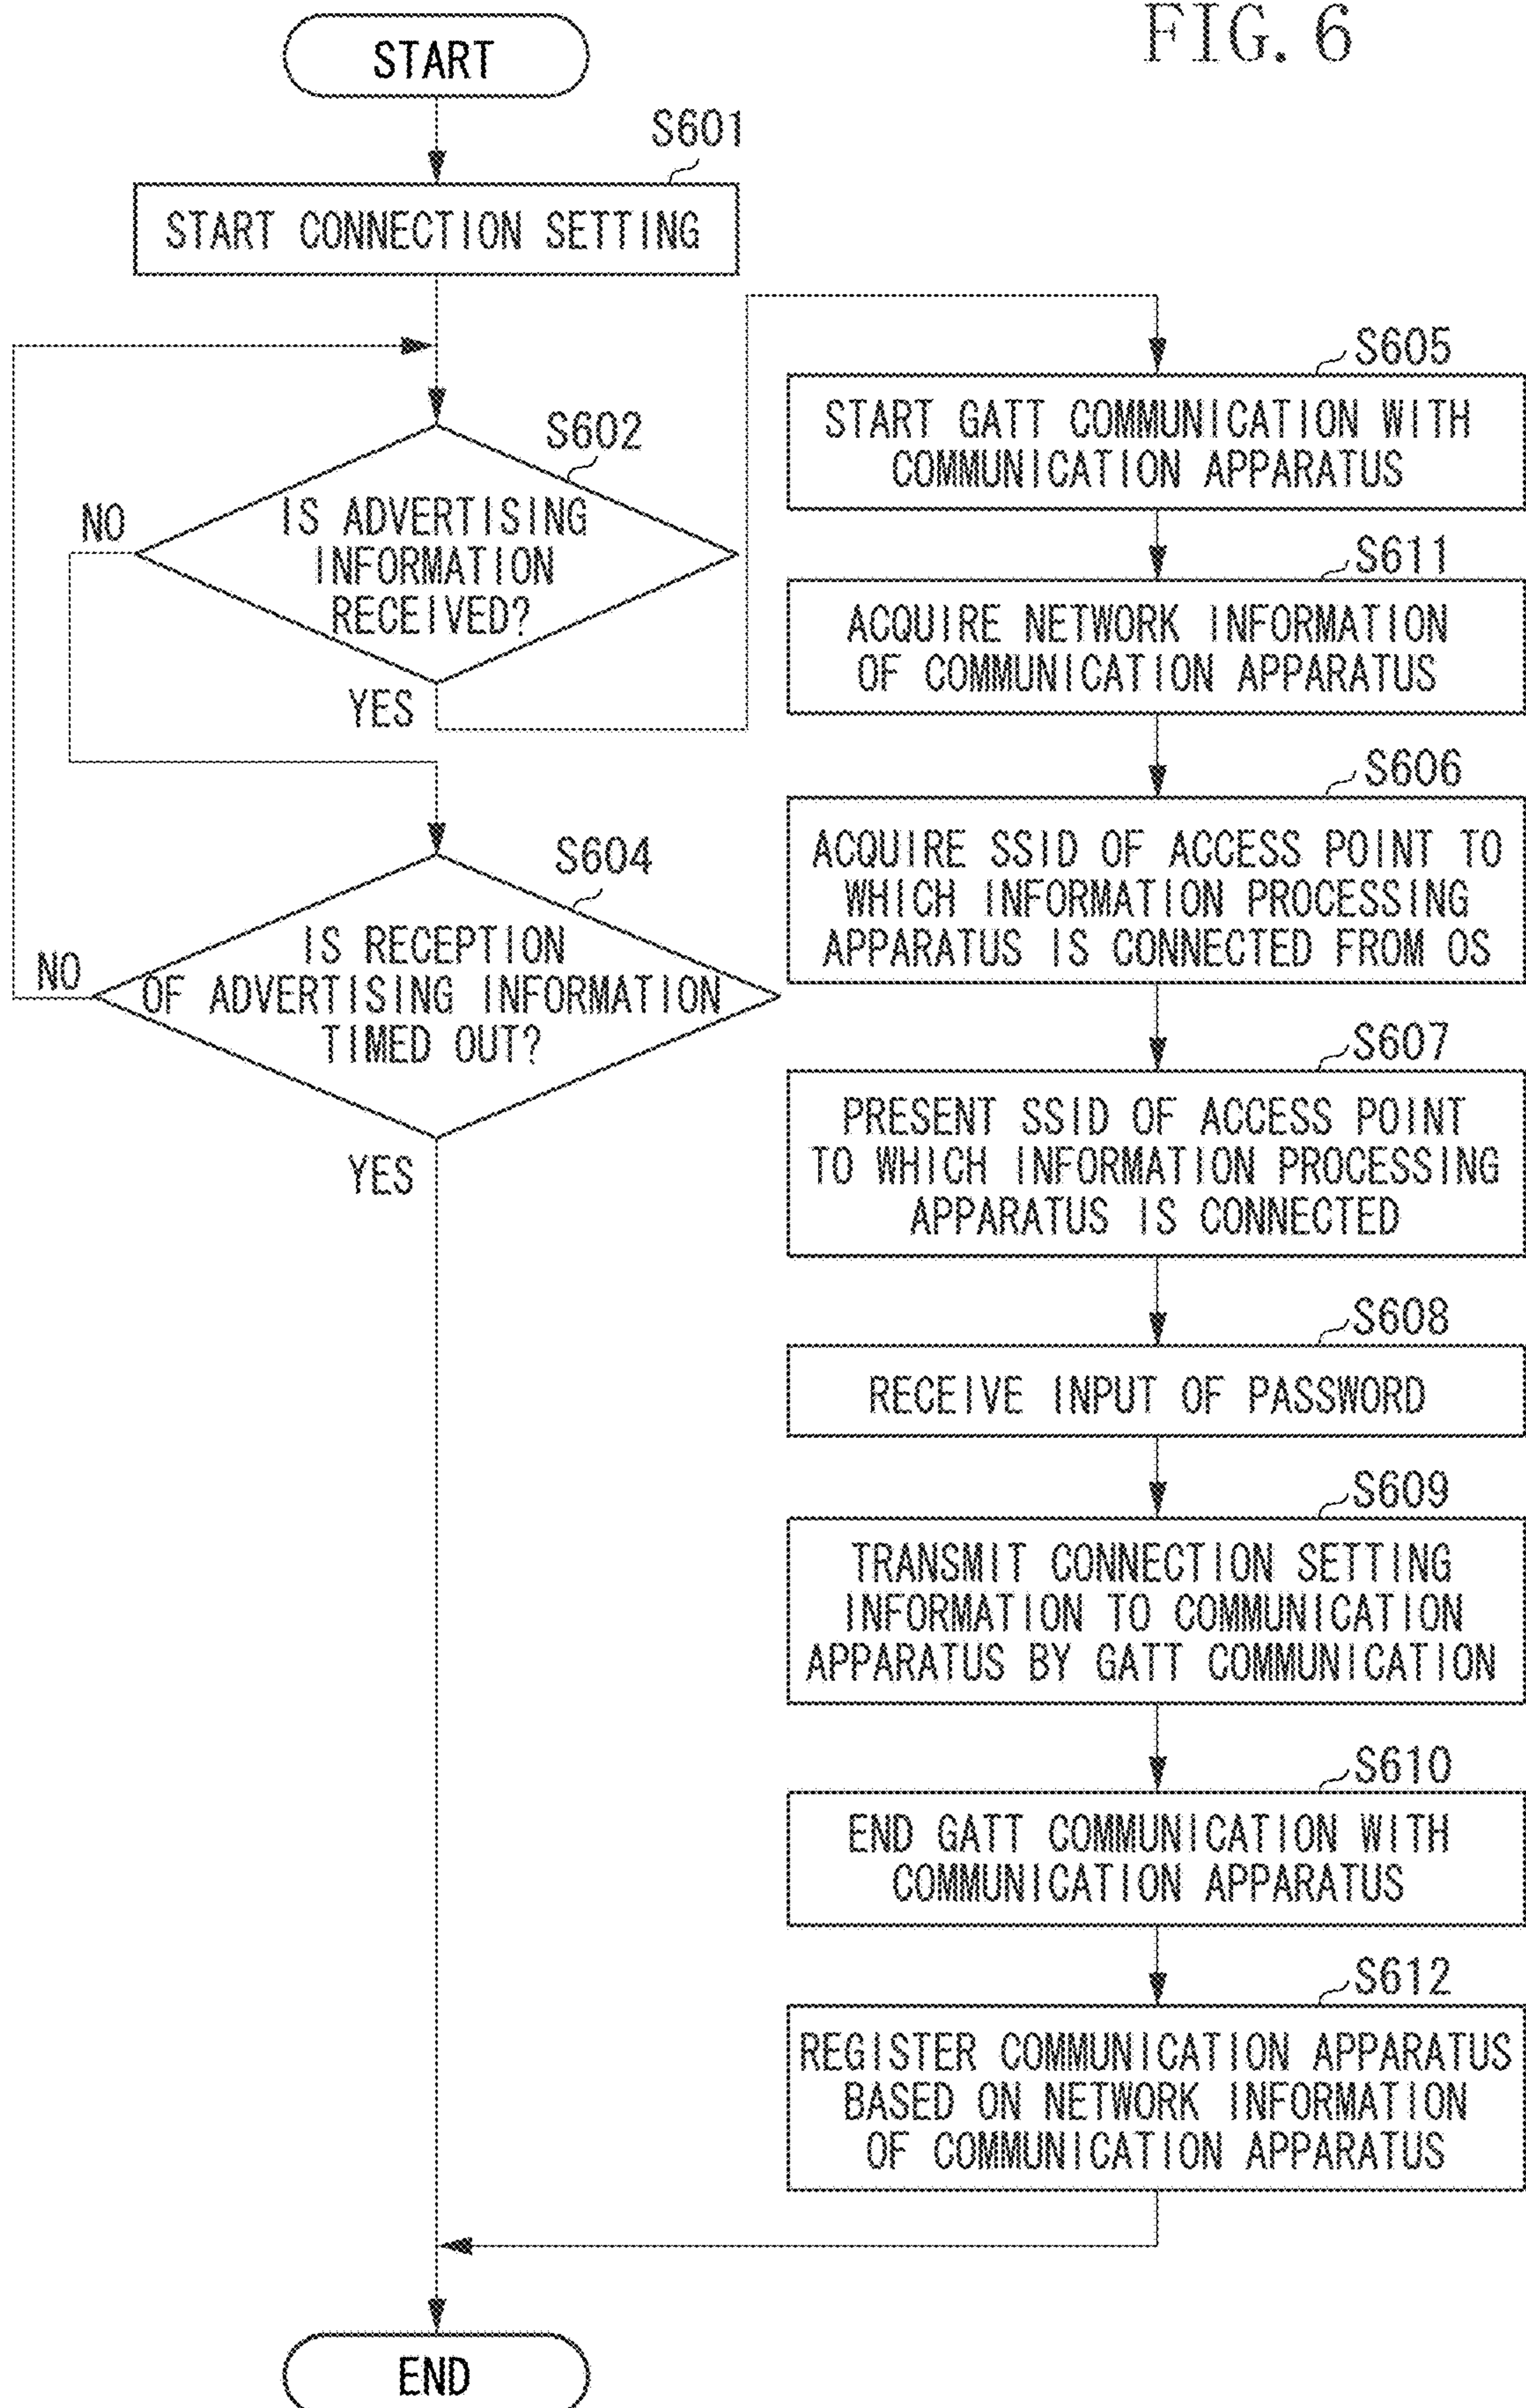 FIG. 6
START
S601
START CONNECTION SETTING
S602
IS ADVERTISING
INFORMATION
RECEIVED?
NO
YES
S604
IS RECEPTION
OF ADVERTISING INFORMATION
TIMED OUT?
NO
YES
S605
START GATT COMMUNICATION WITH
COMMUNICATION APPARATUS
S611
ACQUIRE NETWORK INFORMATION
OF COMMUNICATION APPARATUS
S606
ACQUIRE SSID OF ACCESS POINT TO
WHICH INFORMATION PROCESSING
APPARATUS IS CONNECTED FROM OS
S607
PRESENT SSID OF ACCESS POINT
TO WHICH INFORMATION PROCESSING
APPARATUS IS CONNECTED
S608
RECEIVE INPUT OF PASSWORD
S609
TRANSMIT CONNECTION SETTING
INFORMATION TO COMMUNICATION
APPARATUS BY GATT COMMUNICATION
S610
END GATT COMMUNICATION WITH
COMMUNICATION APPARATUS
S612
REGISTER COMMUNICATION APPARATUS
BASED ON NETWORK INFORMATION
OF COMMUNICATION APPARATUS
END